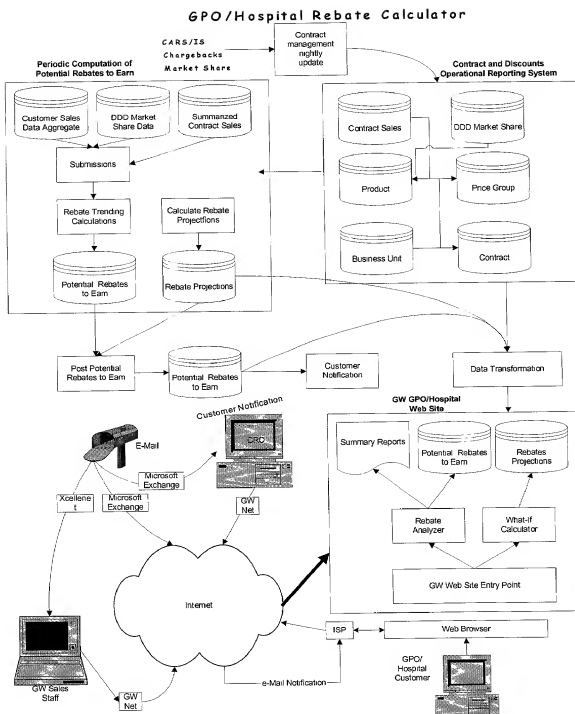 GPO/Hospital Rebate Calculator
CARS/IS
Chargebacks
Market Share
Contract
management
nightly
update
Periodic Computation of
Potential Rebates to Earn
Contract and Discounts
Operational Reporting System
Customer Sales
Data Aggregate
DDD Market
Share Data
Summarized
Contract Sales
Submissions
Rebate Trending
Calculations
Calculate Rebate
Projectfions
Potential Rebates
to Earn
Rebate Projections
Contract Sales
DDD Market Share
Product
Price Group
Business Unit
Contract
Post Potential
Rebates to Earn
Potential Rebates
to Earn
Customer
Notification
Data Transformation
GW GPO/Hospital
Web Site
Summary Reports
Potential Rebates
to Earn
Rebates
Projections
Rebate
Analyzer
What-If
Calculator
GW Web Site Entry Point
E-Mail
Customer Notification
CRC
Microsoft
Exchange
Xcellene
t
Microsoft
Exchange
GW
Net
Internet
ISP
Web Browser
GW Sales
Staff
GW
Net
e-Mail Notification
GPO/
Hospital
Customer